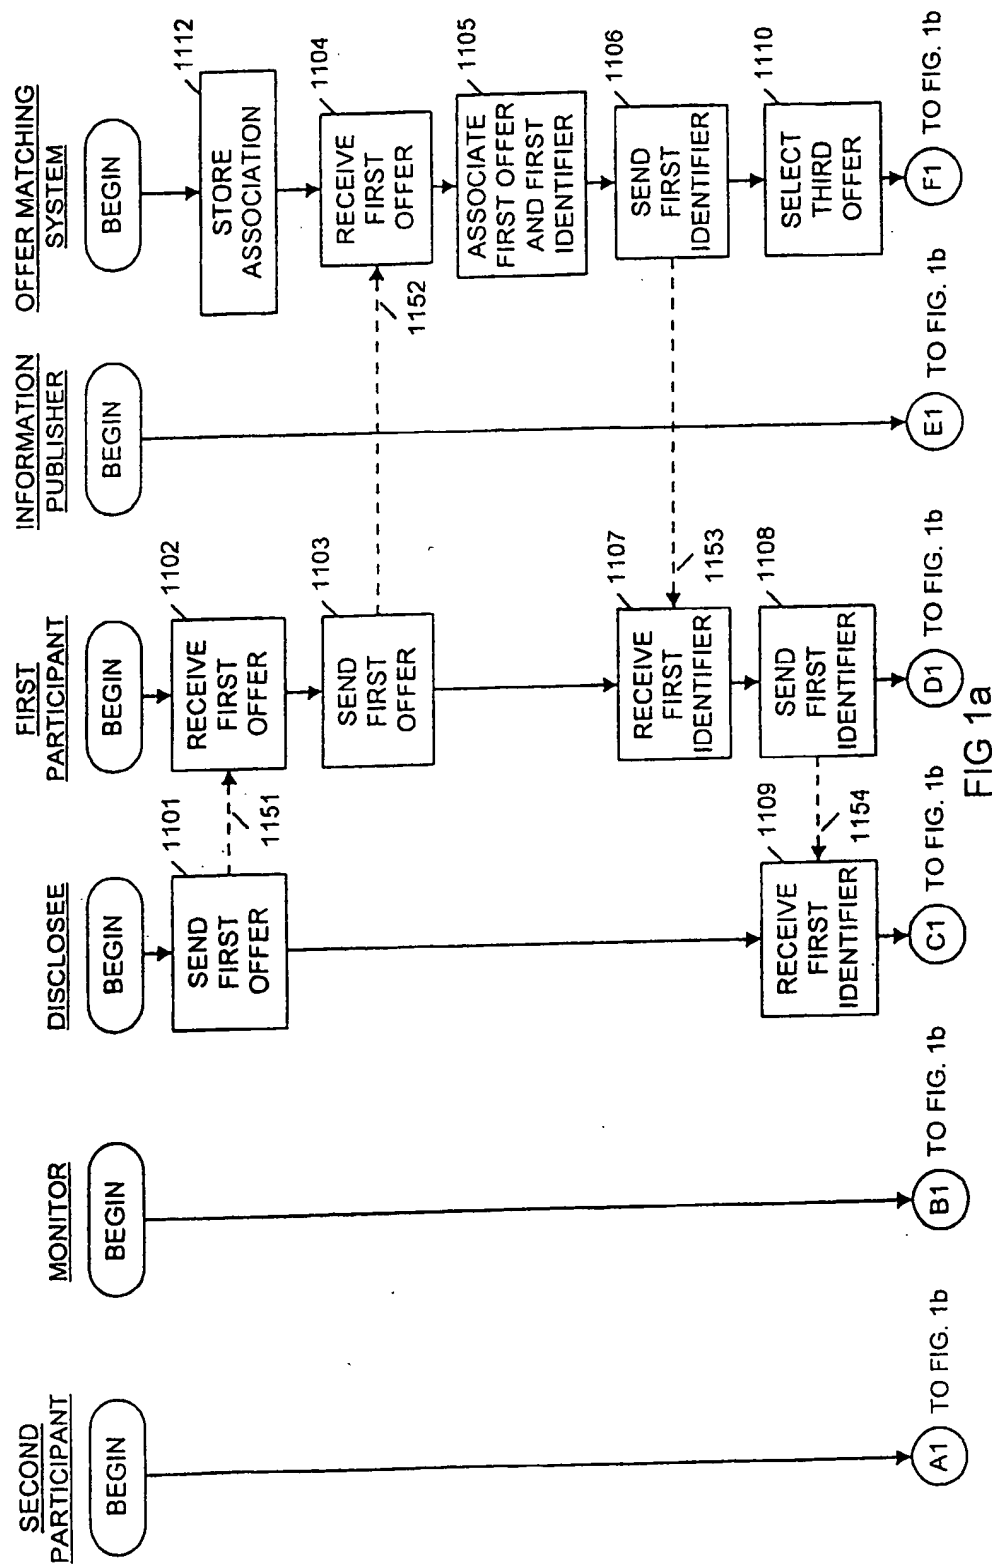 SECOND
PARTICIPANT
BEGIN
A1
TO FIG. 1b
MONITOR
BEGIN
B1
TO FIG. 1b
DISCLOSEE
BEGIN
1101
SEND
FIRST
OFFER
1151
1109
RECEIVE
FIRST
IDENTIFIER
1154
C1
TO FIG. 1b
FIRST
PARTICIPANT
BEGIN
1102
RECEIVE
FIRST
OFFER
1103
SEND
FIRST
OFFER
1107
RECEIVE
FIRST
IDENTIFIER
1153
1108
SEND
FIRST
IDENTIFIER
D1
TO FIG. 1b
INFORMATION
PUBLISHER
BEGIN
E1
TO FIG. 1b
OFFER MATCHING
SYSTEM
BEGIN
1112
STORE
ASSOCIATION
1104
RECEIVE
FIRST
OFFER
1152
1105
ASSOCIATE
FIRST OFFER
AND FIRST
IDENTIFIER
1106
SEND
FIRST
IDENTIFIER
1110
SELECT
THIRD
OFFER
F1
TO FIG. 1b
FIG 1a